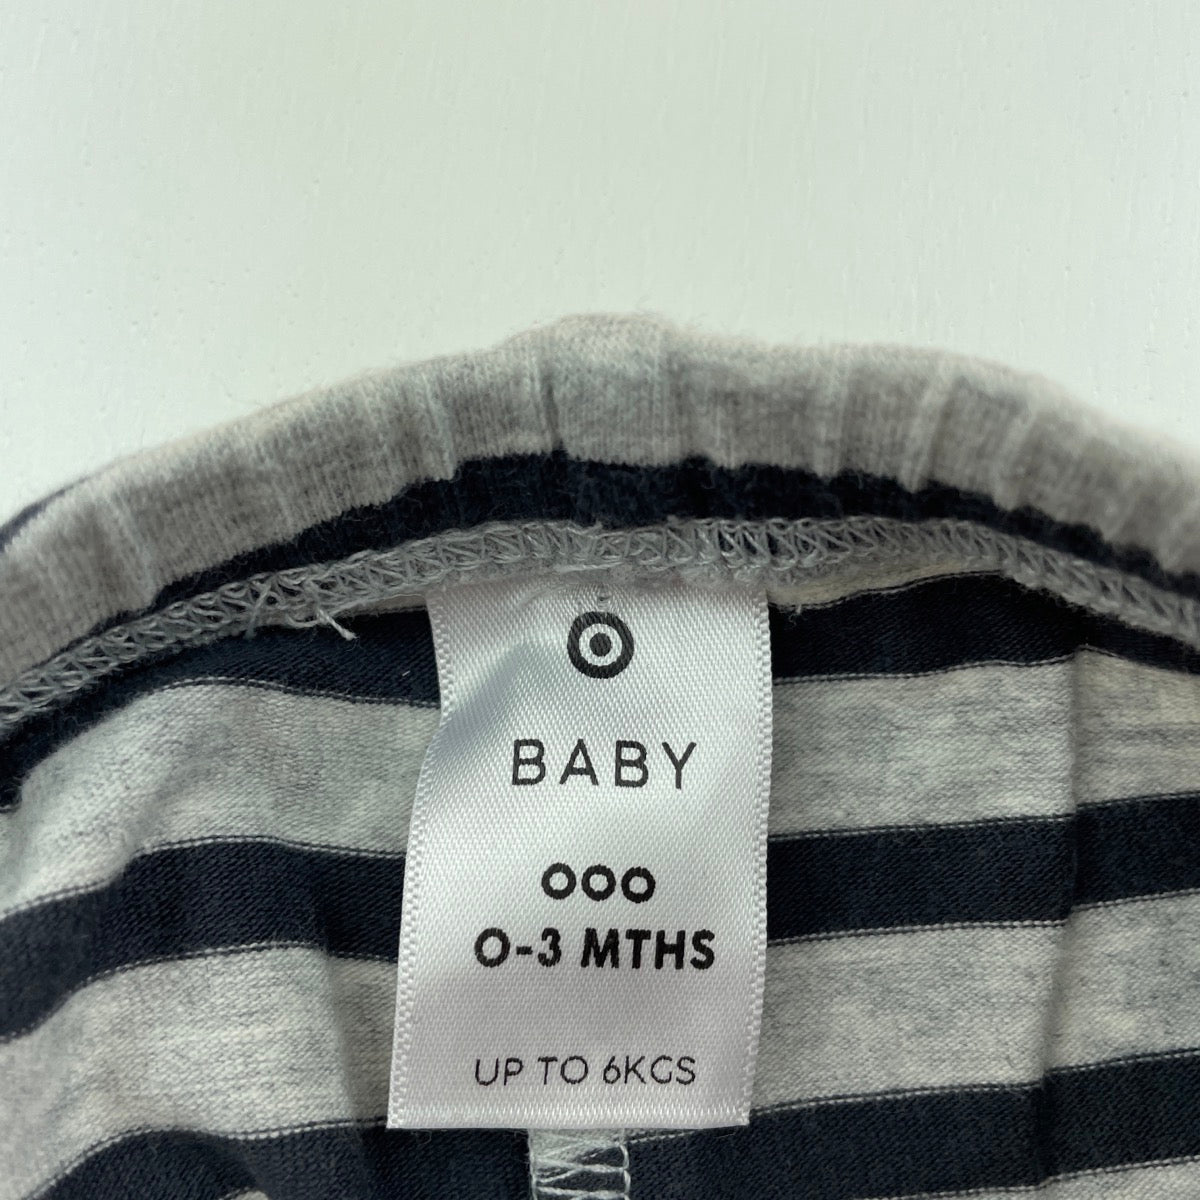 BABY
000
0-3 MTHS
UP TO 6KGS